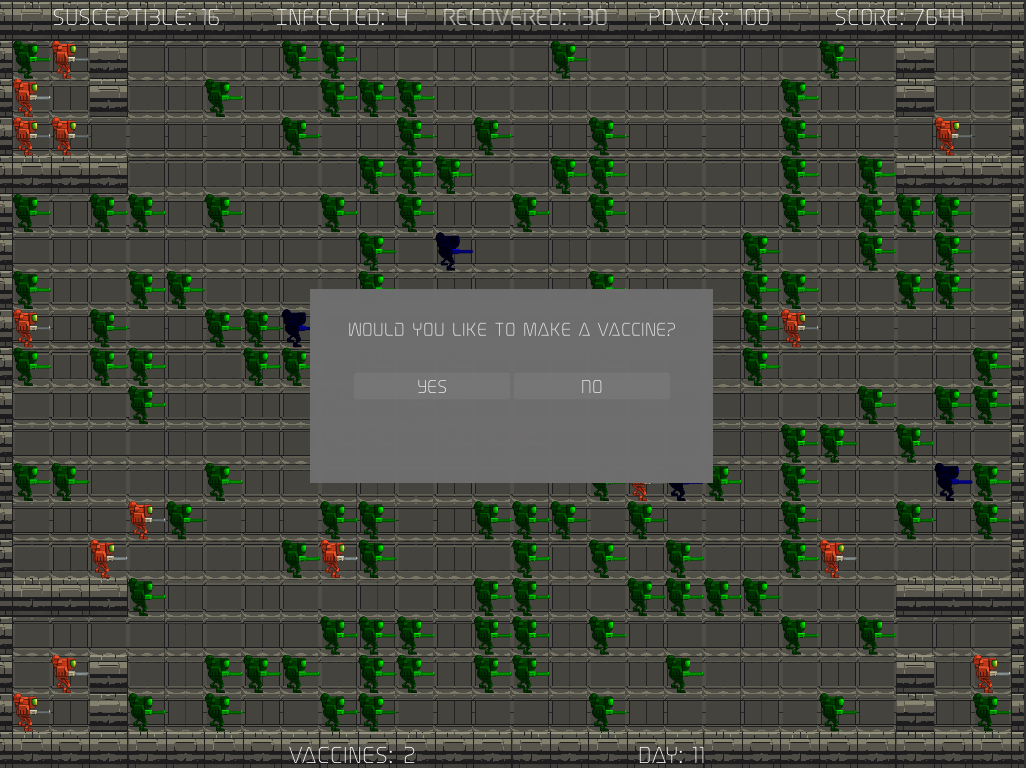 SUSCEPTIBLE: 16 INFECTED: 4 RECOVERED: 130 POWER: 100 SCORE: 7644
WOULD YOU LIKE TO MAKE A VACCINE?
YES NO
VACCINES: 2 DAY: 11